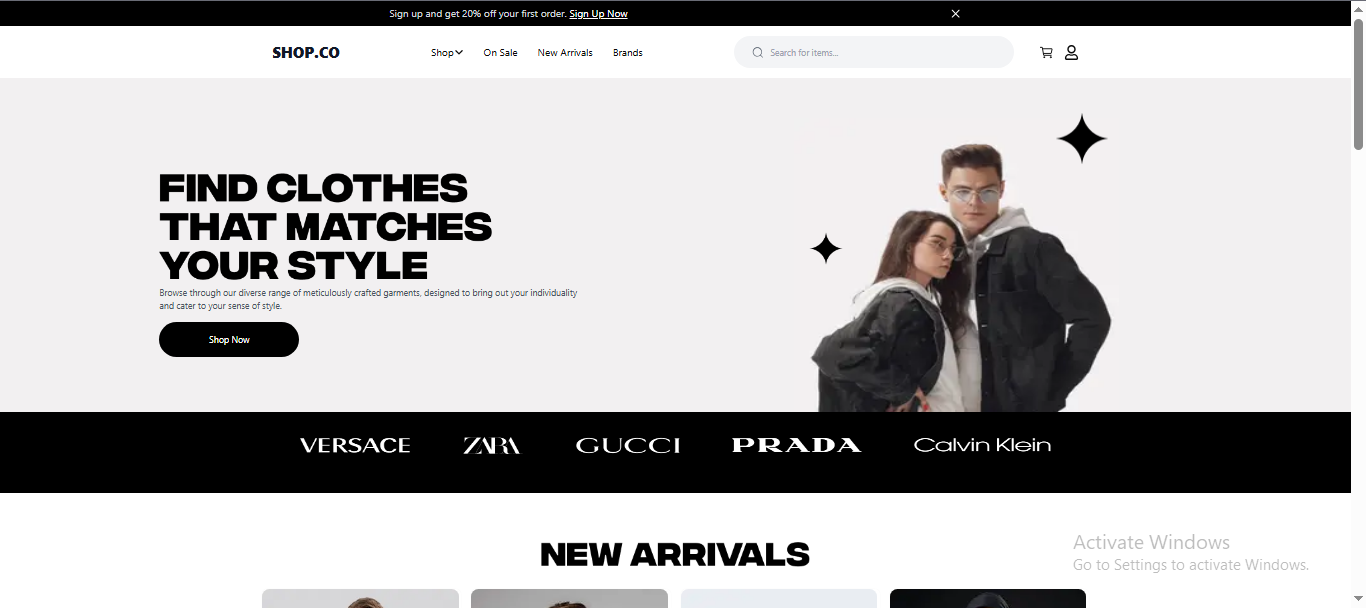 Sign up and get 20% off your first order. Sign Up Now
SHOP.CO
Shop
On Sale
New Arrivals
Brands
Search for items...
FIND CLOTHES
THAT MATCHES
YOUR STYLE
Browse through our diverse range of meticulously crafted garments, designed to bring out your individuality
and cater to your sense of style.
Shop Now
VERSACE
ZARA
GUCCI
PRADA
Calvin Klein
NEW ARRIVALS
Activate Windows
Go to Settings to activate Windows.